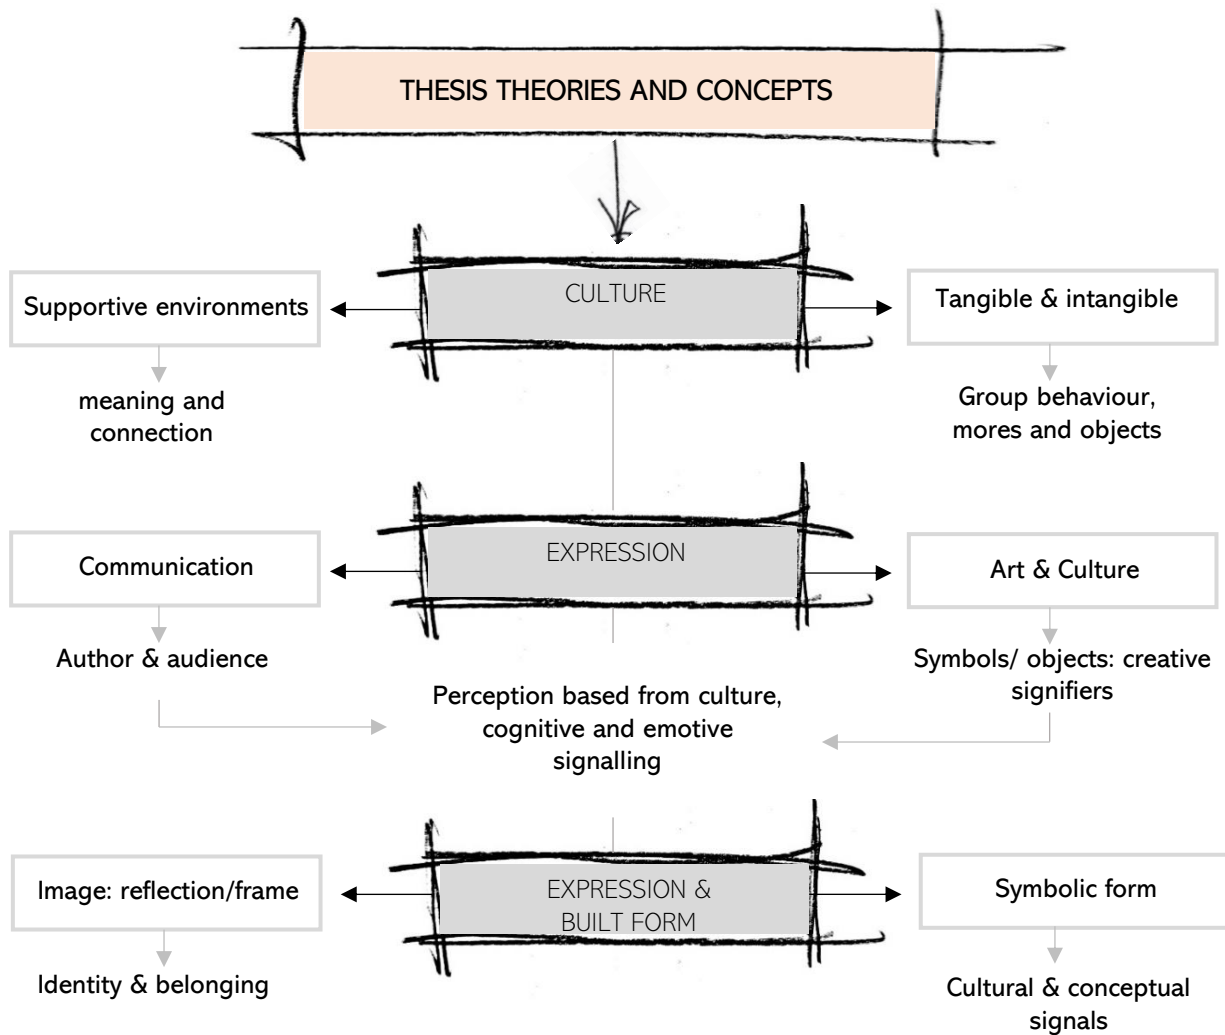 THESIS THEORIES AND CONCEPTS
CULTURE
Supportive environments
Tangible & intangible
meaning and
connection
Group behaviour,
mores and objects
EXPRESSION
Communication
Art & Culture
Author & audience
Symbols/ objects: creative
signifiers
Perception based from culture,
cognitive and emotive
signalling
EXPRESSION &
BUILT FORM
Image: reflection/frame
Symbolic form
Identity & belonging
Cultural & conceptual
signals